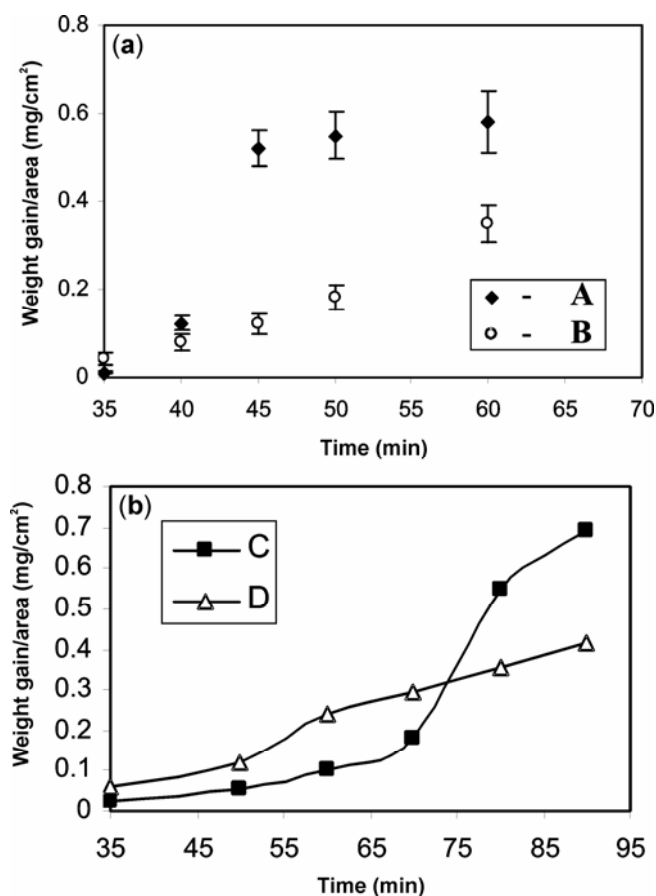 (a)
Weight gain/area (mg/cm²)
0.8
0.6
0.4
0.2
0
◆ - A
○ - B
35 40 45 50 55 60 65 70
Time (min)
(b)
Weight gain/area (mg/cm²)
0.8
0.7
0.6
0.5
0.4
0.3
0.2
0.1
0
C
D
35 45 55 65 75 85 95
Time (min)